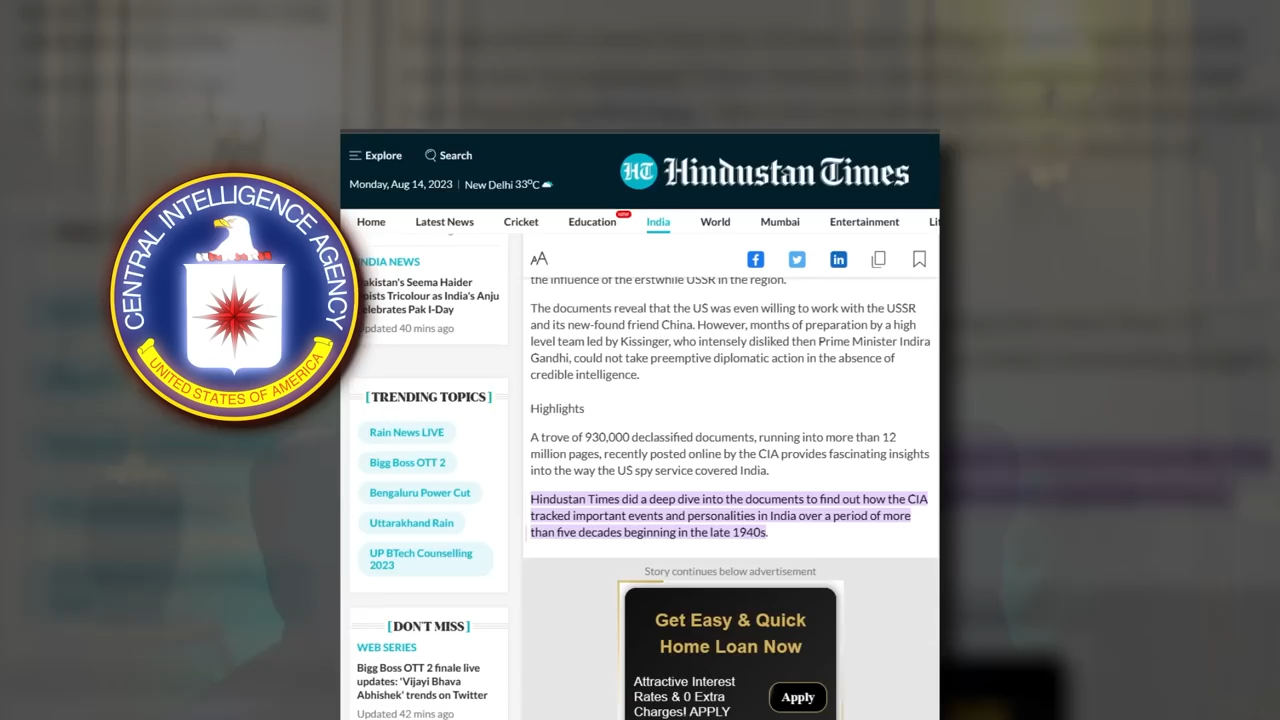 CENTRAL INTELLIGENCE AGENCY
UNITED STATES OF AMERICA
Explore
Search
HT
Hindustan Times
Monday, Aug 14, 2023 | New Delhi 33⁰C
Home
Latest News
Cricket
Education
NEW
India
World
Mumbai
Entertainment
Li
INDIA NEWS
akistan's Seema Haider
oists Tricolour as India's Anju
elebrates Pak I-Day
pdated 40 mins ago
[TRENDING TOPICS]
Rain News LIVE
Bigg Boss OTT 2
Bengaluru Power Cut
Uttarakhand Rain
UP BTech Counselling
2023
[DON'T MISS]
WEB SERIES
Bigg Boss OTT 2 finale live
updates: 'Vijayi Bhava
Abhishek' trends on Twitter
Updated 42 mins ago
AA
the influence of the erstwhile USSR in the region.
The documents reveal that the US was even willing to work with the USSR
and its new-found friend China. However, months of preparation by a high
level team led by Kissinger, who intensely disliked then Prime Minister Indira
Gandhi, could not take preemptive diplomatic action in the absence of
credible intelligence.
Highlights
A trove of 930,000 declassified documents, running into more than 12
million pages, recently posted online by the CIA provides fascinating insights
into the way the US spy service covered India.
Hindustan Times did a deep dive into the documents to find out how the CIA
tracked important events and personalities in India over a period of more
than five decades beginning in the late 1940s.
Story continues below advertisement
Get Easy & Quick
Home Loan Now
Attractive Interest
Rates & 0 Extra
Charges! APPLY
Apply